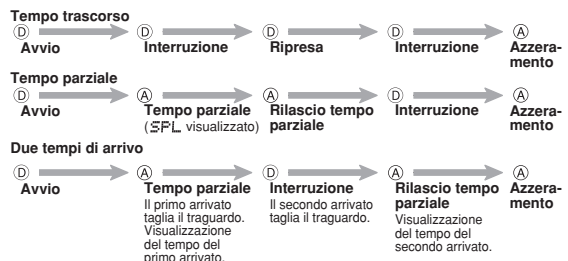 Tempo trascorso
Ⓓ Ⓓ Ⓓ Ⓓ Ⓐ
Avvio Interruzione Ripresa Interruzione Azzera-
mento
Tempo parziale
Ⓓ Ⓐ Ⓐ Ⓓ Ⓐ
Avvio Tempo parziale Rilascio tempo Interruzione Azzera-
(SPL visualizzato) parziale mento
Due tempi di arrivo
Ⓓ Ⓐ Ⓓ Ⓐ Ⓐ
Avvio Tempo parziale Interruzione Rilascio tempo Azzera-
Il primo arrivato Il secondo arrivato parziale mento
taglia il traguardo. taglia il traguardo. Visualizzazione
Visualizzazione del tempo del
del tempo del secondo arrivato.
primo arrivato.